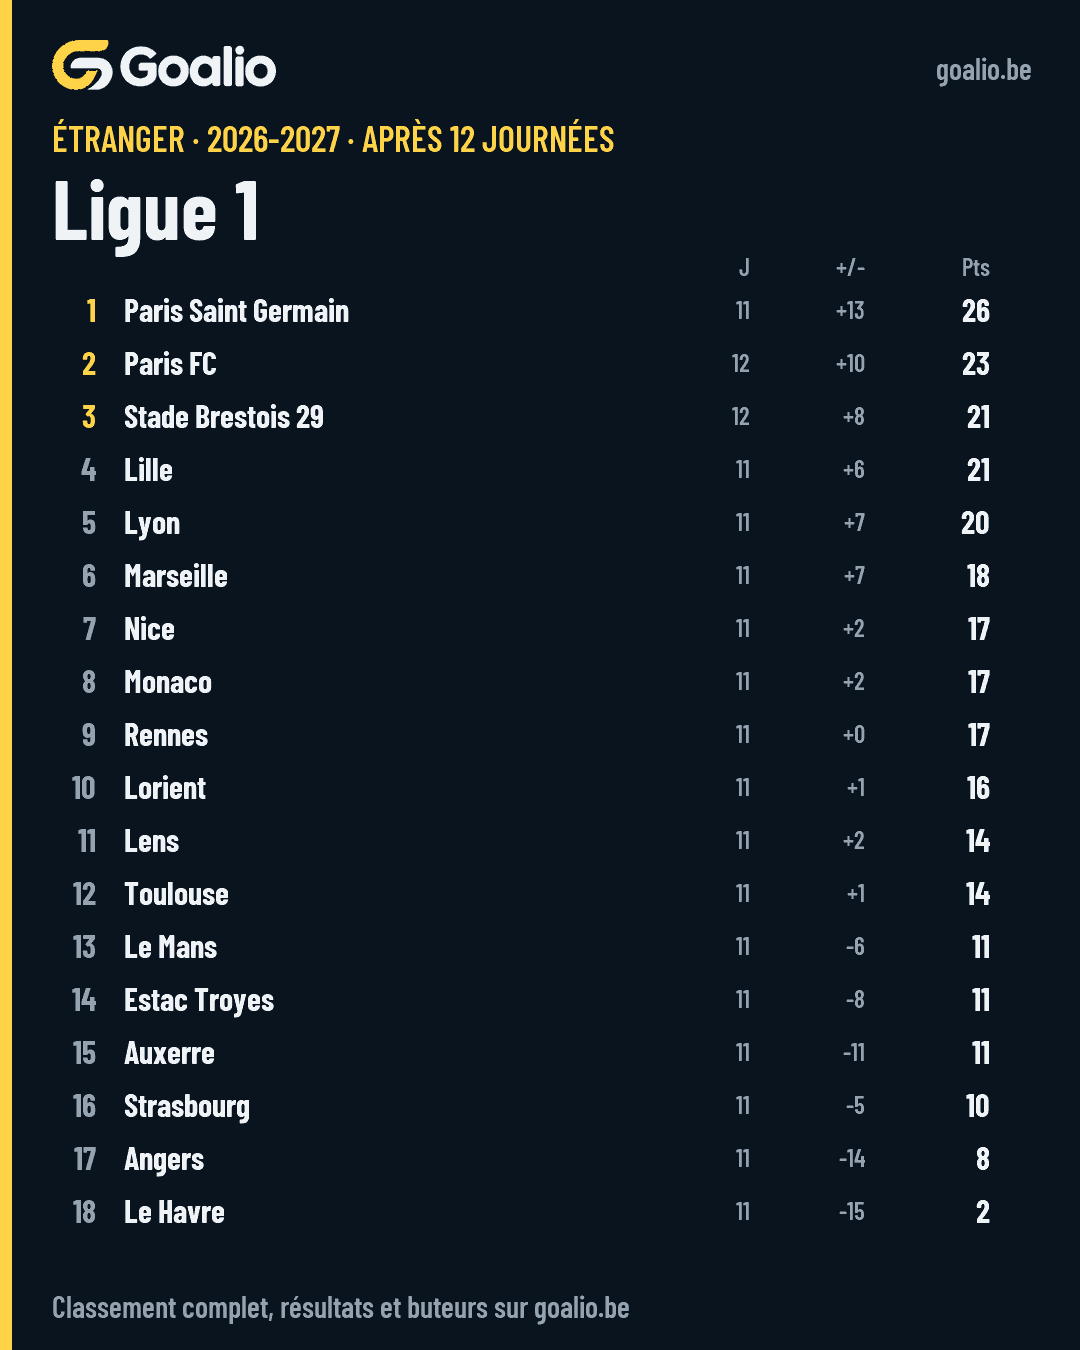 Goalio
goalio.be
ÉTRANGER · 2026-2027 · APRÈS 12 JOURNÉES
Ligue 1
J +/- Pts
1 Paris Saint Germain 11 +13 26
2 Paris FC 12 +10 23
3 Stade Brestois 29 12 +8 21
4 Lille 11 +6 21
5 Lyon 11 +7 20
6 Marseille 11 +7 18
7 Nice 11 +2 17
8 Monaco 11 +2 17
9 Rennes 11 +0 17
10 Lorient 11 +1 16
11 Lens 11 +2 14
12 Toulouse 11 +1 14
13 Le Mans 11 -6 11
14 Estac Troyes 11 -8 11
15 Auxerre 11 -11 11
16 Strasbourg 11 -5 10
17 Angers 11 -14 8
18 Le Havre 11 -15 2
Classement complet, résultats et buteurs sur goalio.be